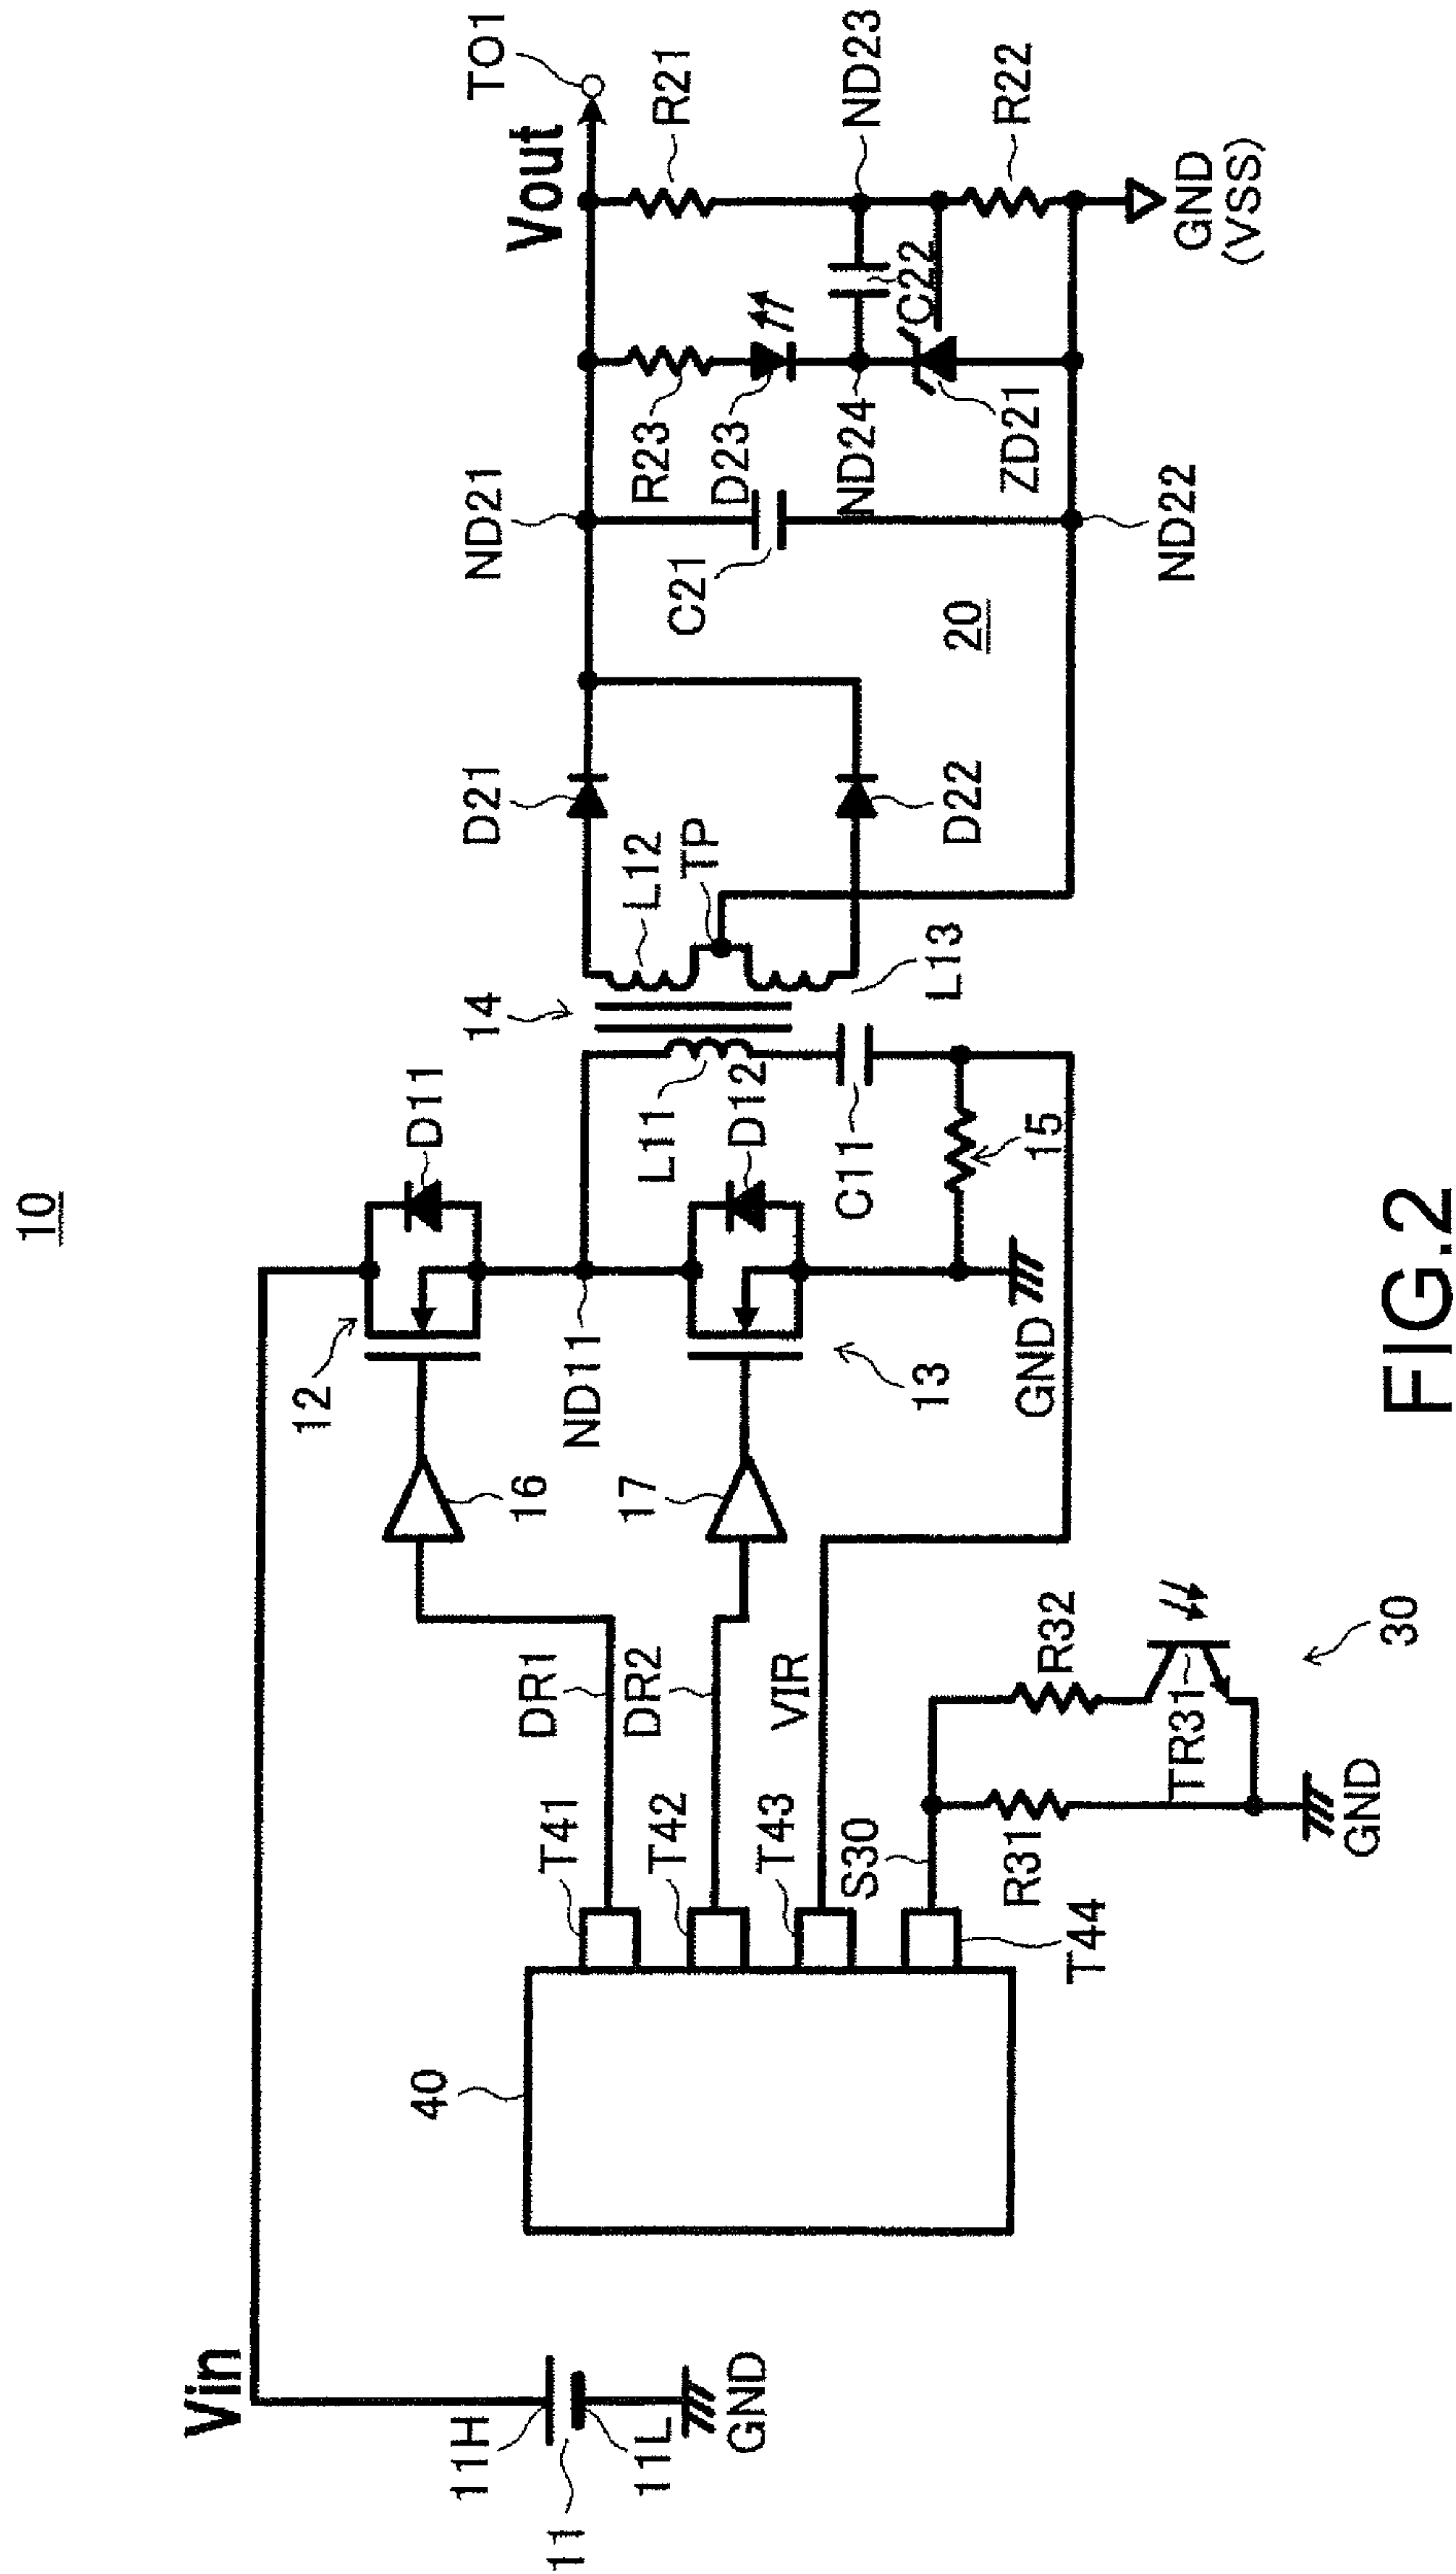 10
Vin
11H
11
11L
GND
40
T41
T42
T43
T44
DR1
DR2
VIR
S30
R31
R32
TR31
GND
30
16
17
12
D11
ND11
13
D12
GND
15
14
L11
C11
L12
TP
L13
D21
D22
20
ND21
C21
ND22
R23
D23
ND24
ZD21
C22
Vout
TO1
R21
ND23
R22
GND
(VSS)
FIG.2